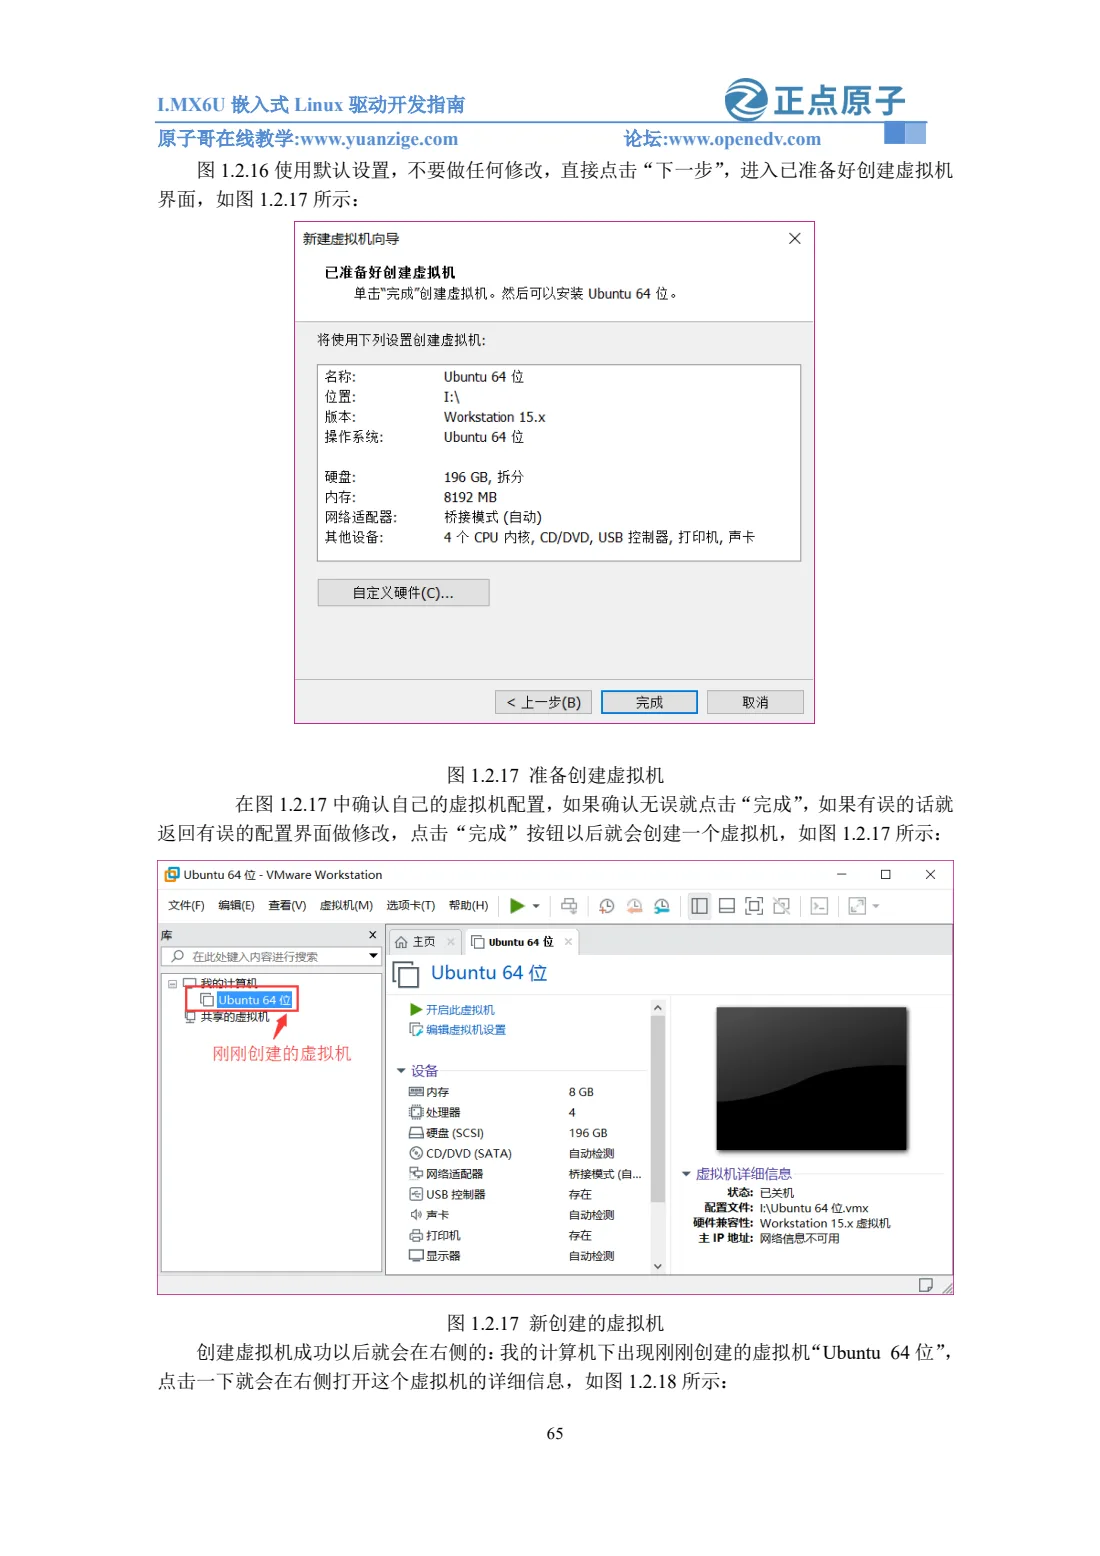 I.MX6U 嵌入式 Linux 驱动开发指南
正点原子
原子哥在线教学:www.yuanzige.com 论坛:www.openedv.com
图 1.2.16 使用默认设置，不要做任何修改，直接点击“下一步”，进入已准备好创建虚拟机
界面，如图 1.2.17 所示：
新建虚拟机向导
已准备好创建虚拟机
单击“完成”创建虚拟机。然后可以安装 Ubuntu 64 位。
将使用下列设置创建虚拟机:
名称: Ubuntu 64 位
位置: I:\
版本: Workstation 15.x
操作系统: Ubuntu 64 位
硬盘: 196 GB, 拆分
内存: 8192 MB
网络适配器: 桥接模式 (自动)
其他设备: 4 个 CPU 内核, CD/DVD, USB 控制器, 打印机, 声卡
自定义硬件(C)...
< 上一步(B) 完成 取消
图 1.2.17 准备创建虚拟机
在图 1.2.17 中确认自己的虚拟机配置，如果确认无误就点击“完成”，如果有误的话就
返回有误的配置界面做修改，点击“完成”按钮以后就会创建一个虚拟机，如图 1.2.17 所示：
Ubuntu 64 位 - VMware Workstation
文件(F) 编辑(E) 查看(V) 虚拟机(M) 选项卡(T) 帮助(H)
库
在此处键入内容进行搜索
我的计算机
Ubuntu 64 位
共享的虚拟机
刚刚创建的虚拟机
主页 Ubuntu 64 位
Ubuntu 64 位
开启此虚拟机
编辑虚拟机设置
设备
内存 8 GB
处理器 4
硬盘 (SCSI) 196 GB
CD/DVD (SATA) 自动检测
网络适配器 桥接模式 (自...
USB 控制器 存在
声卡 自动检测
打印机 存在
显示器 自动检测
虚拟机详细信息
状态: 已关机
配置文件: I:\Ubuntu 64 位.vmx
硬件兼容性: Workstation 15.x 虚拟机
主 IP 地址: 网络信息不可用
图 1.2.17 新创建的虚拟机
创建虚拟机成功以后就会在右侧的：我的计算机下出现刚刚创建的虚拟机“Ubuntu 64 位”，
点击一下就会在右侧打开这个虚拟机的详细信息，如图 1.2.18 所示：
65